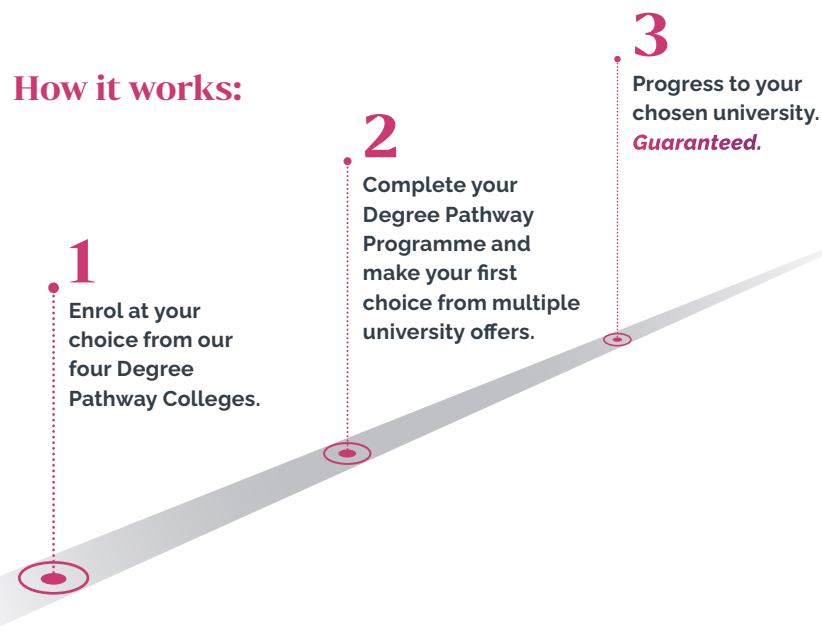 How it works:
1
Enrol at your
choice from our
four Degree
Pathway Colleges.
2
Complete your
Degree Pathway
Programme and
make your first
choice from multiple
university offers.
3
Progress to your
chosen university.
Guaranteed.